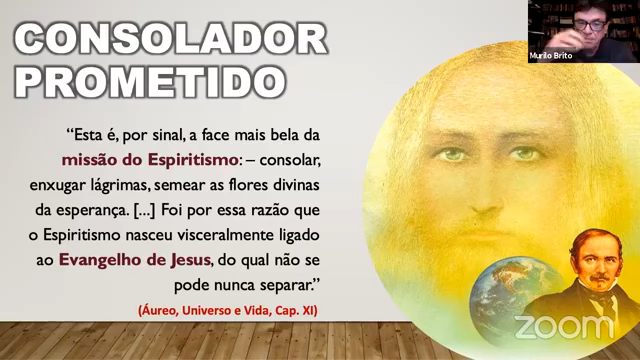 CONSOLADOR
PROMETIDO
“Esta é, por sinal, a face mais bela da
missão do Espiritismo: – consolar,
enxugar lágrimas, semear as flores divinas
da esperança. [...] Foi por essa razão que
o Espiritismo nasceu visceralmente ligado
ao Evangelho de Jesus, do qual não se
pode nunca separar.”
(Áureo, Universo e Vida, Cap. XI)
Murilo Brito
zoom